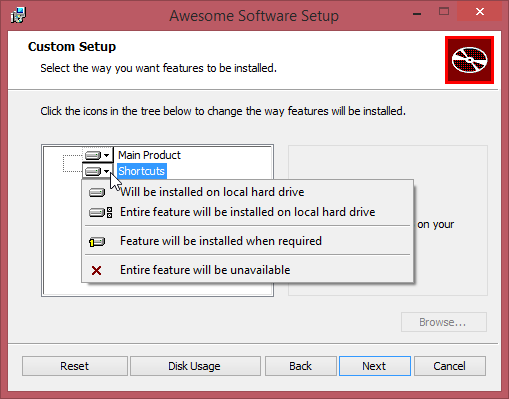 Awesome Software Setup
Custom Setup
Select the way you want features to be installed.
Click the icons in the tree below to change the way features will be installed.
Main Product
Shortcuts
Will be installed on local hard drive
Entire feature will be installed on local hard drive
on your
Feature will be installed when required
Entire feature will be unavailable
Browse...
Reset
Disk Usage
Back
Next
Cancel